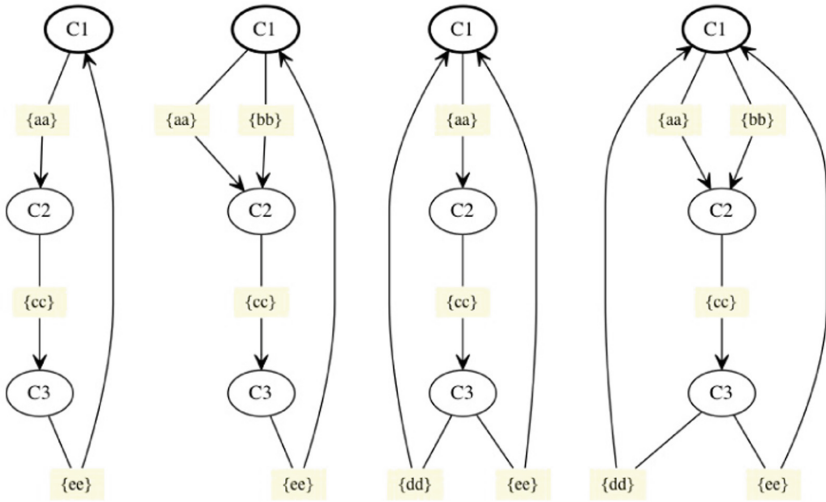 C1 C1 C1 C1
{aa} {aa} {bb} {aa} {aa} {bb}
C2 C2 C2 C2
{cc} {cc} {cc} {cc}
C3 C3 C3 C3
{ee} {ee} {dd} {ee} {dd} {ee}